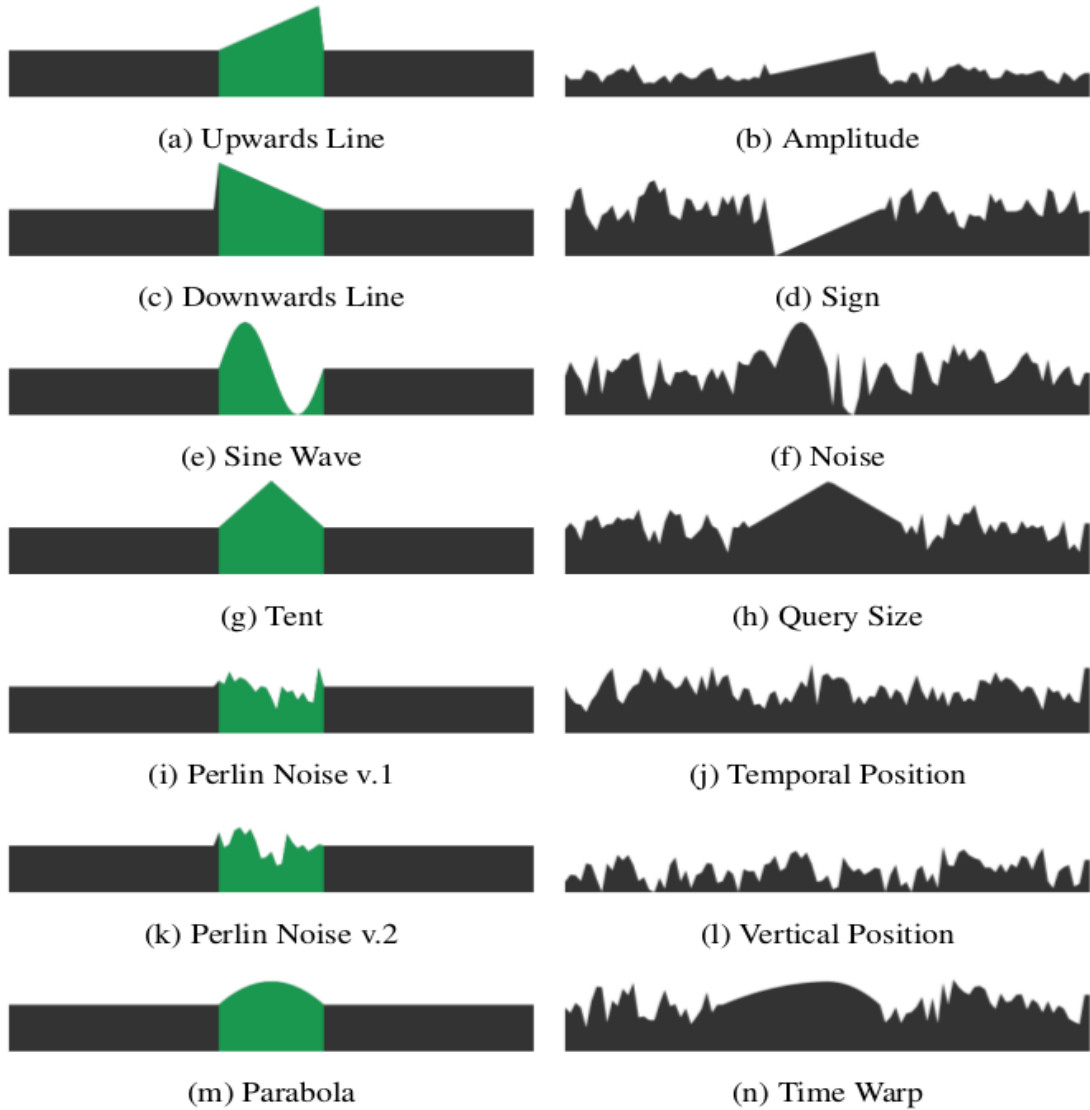 (a) Upwards Line
(b) Amplitude
(c) Downwards Line
(d) Sign
(e) Sine Wave
(f) Noise
(g) Tent
(h) Query Size
(i) Perlin Noise v.1
(j) Temporal Position
(k) Perlin Noise v.2
(l) Vertical Position
(m) Parabola
(n) Time Warp